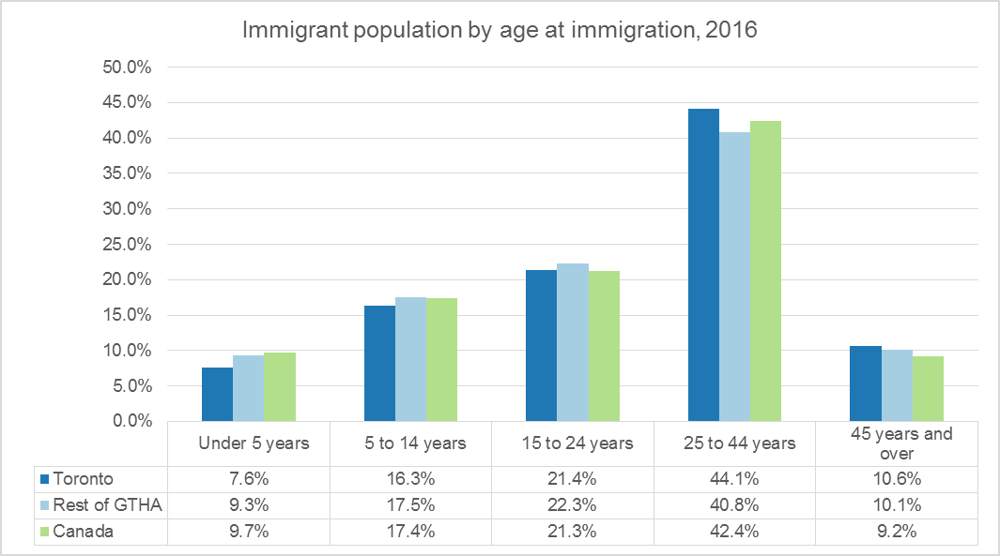 Immigrant population by age at immigration, 2016
50.0%
45.0%
40.0%
35.0%
30.0%
25.0%
20.0%
15.0%
10.0%
5.0%
0.0%
Under 5 years 5 to 14 years 15 to 24 years 25 to 44 years 45 years and
over
Toronto 7.6% 16.3% 21.4% 44.1% 10.6%
Rest of GTHA 9.3% 17.5% 22.3% 40.8% 10.1%
Canada 9.7% 17.4% 21.3% 42.4% 9.2%